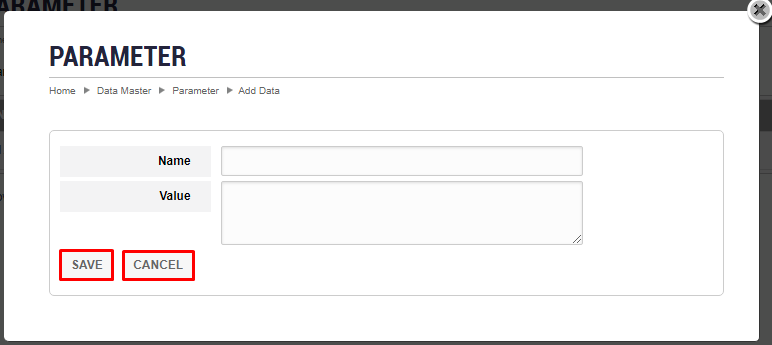 PARAMETER
Home Data Master Parameter Add Data
Name
Value
SAVE CANCEL